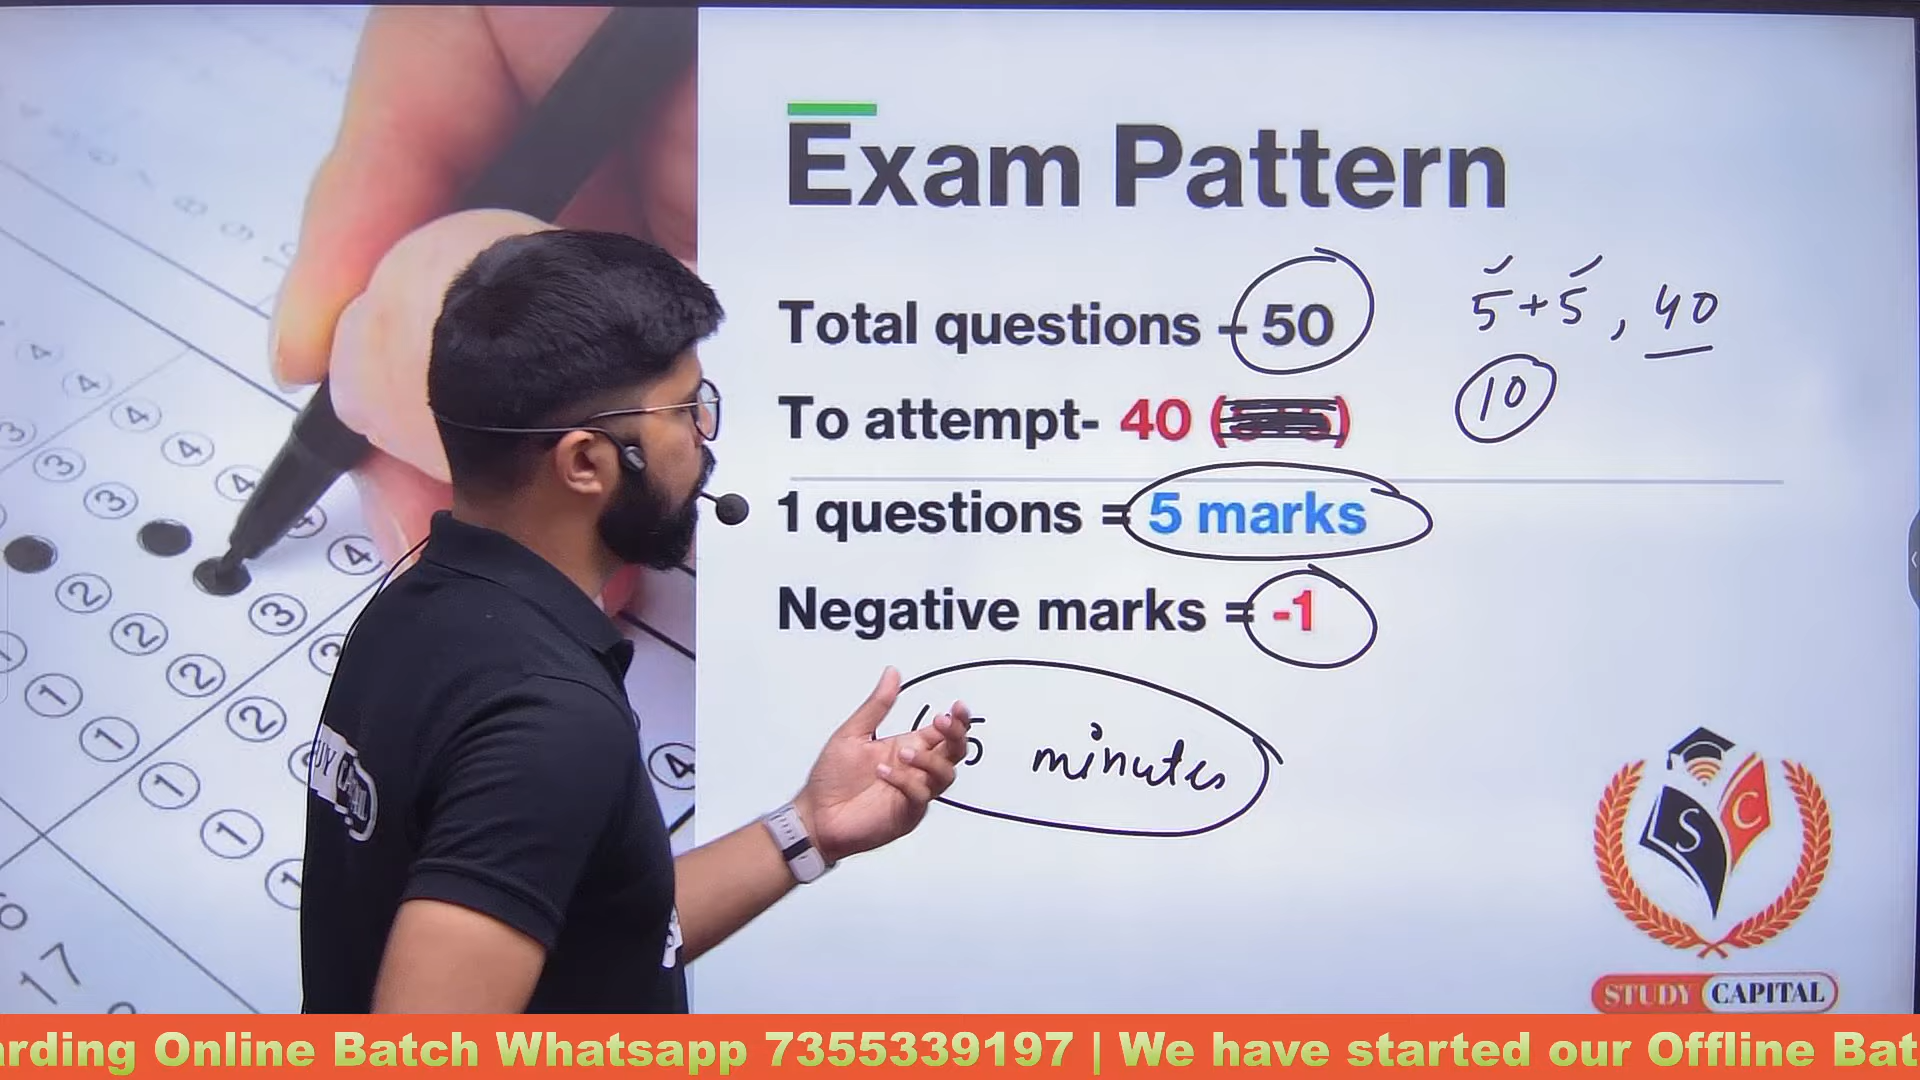 Exam Pattern
Total questions - 50
5+5, 40
To attempt- 40
10
1 questions = 5 marks
Negative marks = -1
minutes
S C
STUDY CAPITAL
arding Online Batch Whatsapp 7355339197 | We have started our Offline Bat